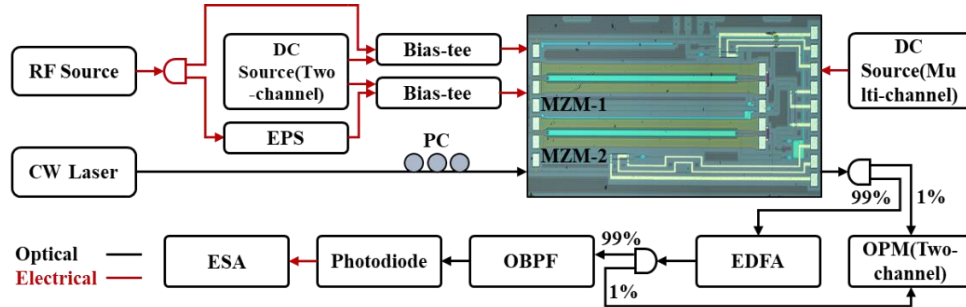 RF Source
DC
Source(Two
-channel)
Bias-tee
Bias-tee
EPS
CW Laser
PC
MZM-1
MZM-2
DC
Source(Mu
lti-channel)
99%
1%
Optical
Electrical
ESA
Photodiode
OBPF
99%
1%
EDFA
OPM(Two-
channel)